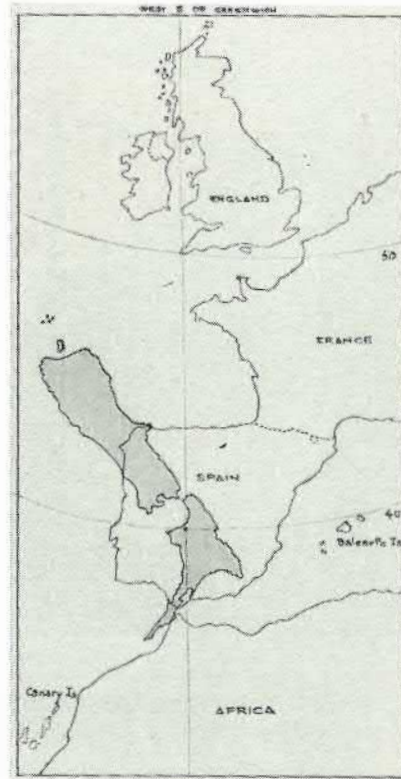 WEST 5 OF GREENWICH
ENGLAND
50
FRANCE
SPAIN
40
Balearic Is
Canary Is
AFRICA